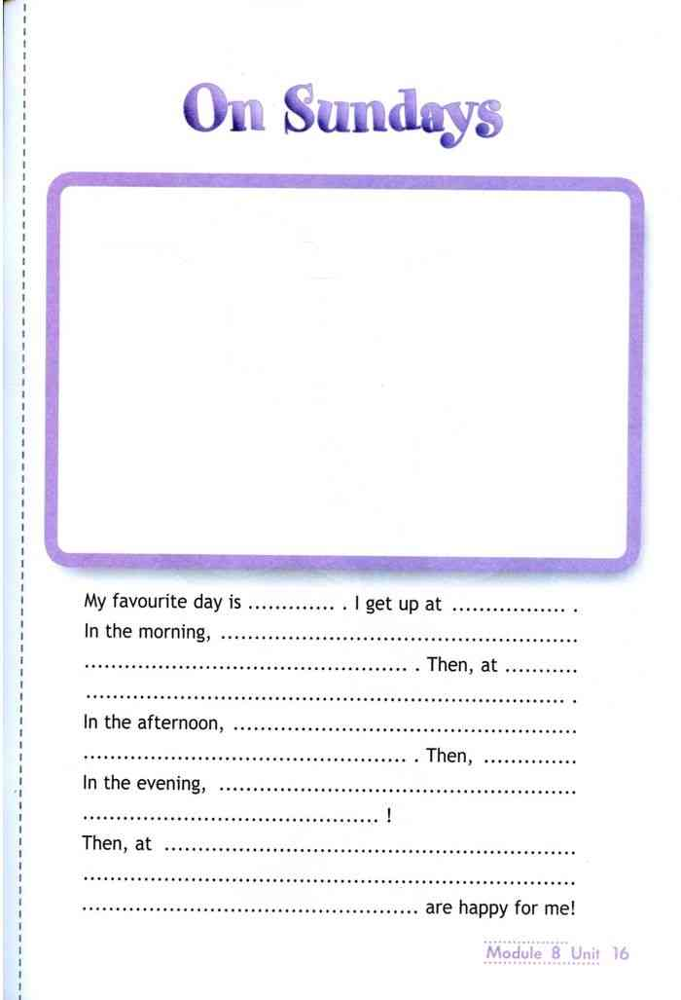 On Sundays
My favourite day is ............. . I get up at ................. .
In the morning, ......................................................
................................................. . Then, at ...........
........................................................................ .
In the afternoon, ....................................................
................................................. . Then, ..............
In the evening, ......................................................
............................................. !
Then, at ..............................................................
..........................................................................
................................................... are happy for me!
Module 8 Unit 16